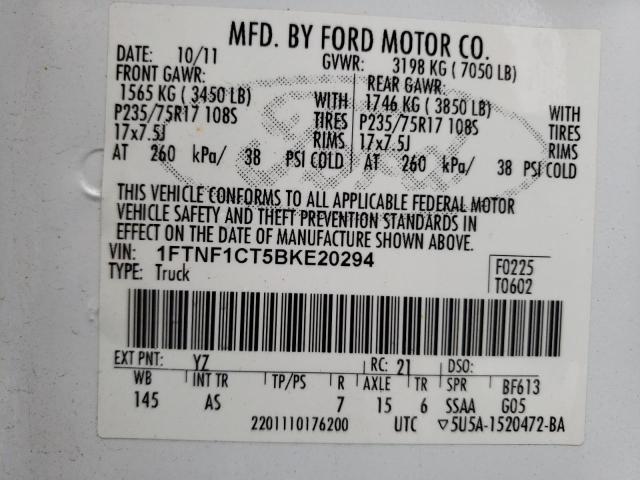 MFD. BY FORD MOTOR CO.
DATE: 10/11 GVWR: 3198 KG ( 7050 LB)
FRONT GAWR: REAR GAWR:
1565 KG ( 3450 LB) WITH 1746 KG ( 3850 LB) WITH
P235/75R17 108S TIRES P235/75R17 108S TIRES
17x7.5J RIMS 17x7.5J RIMS
AT 260 kPa/ 38 PSI COLD AT 260 kPa/ 38 PSI COLD
THIS VEHICLE CONFORMS TO ALL APPLICABLE FEDERAL MOTOR
VEHICLE SAFETY AND THEFT PREVENTION STANDARDS IN
EFFECT ON THE DATE OF MANUFACTURE SHOWN ABOVE.
VIN: 1FTNF1CT5BKE20294 F0225
TYPE: Truck T0602
EXT PNT: YZ RC: 21 DSO:
WB INT TR TP/PS R AXLE TR SPR BF613
145 AS 7 15 6 SSAA G05
2201110176200 UTC ▽5U5A-1520472-BA
Ford